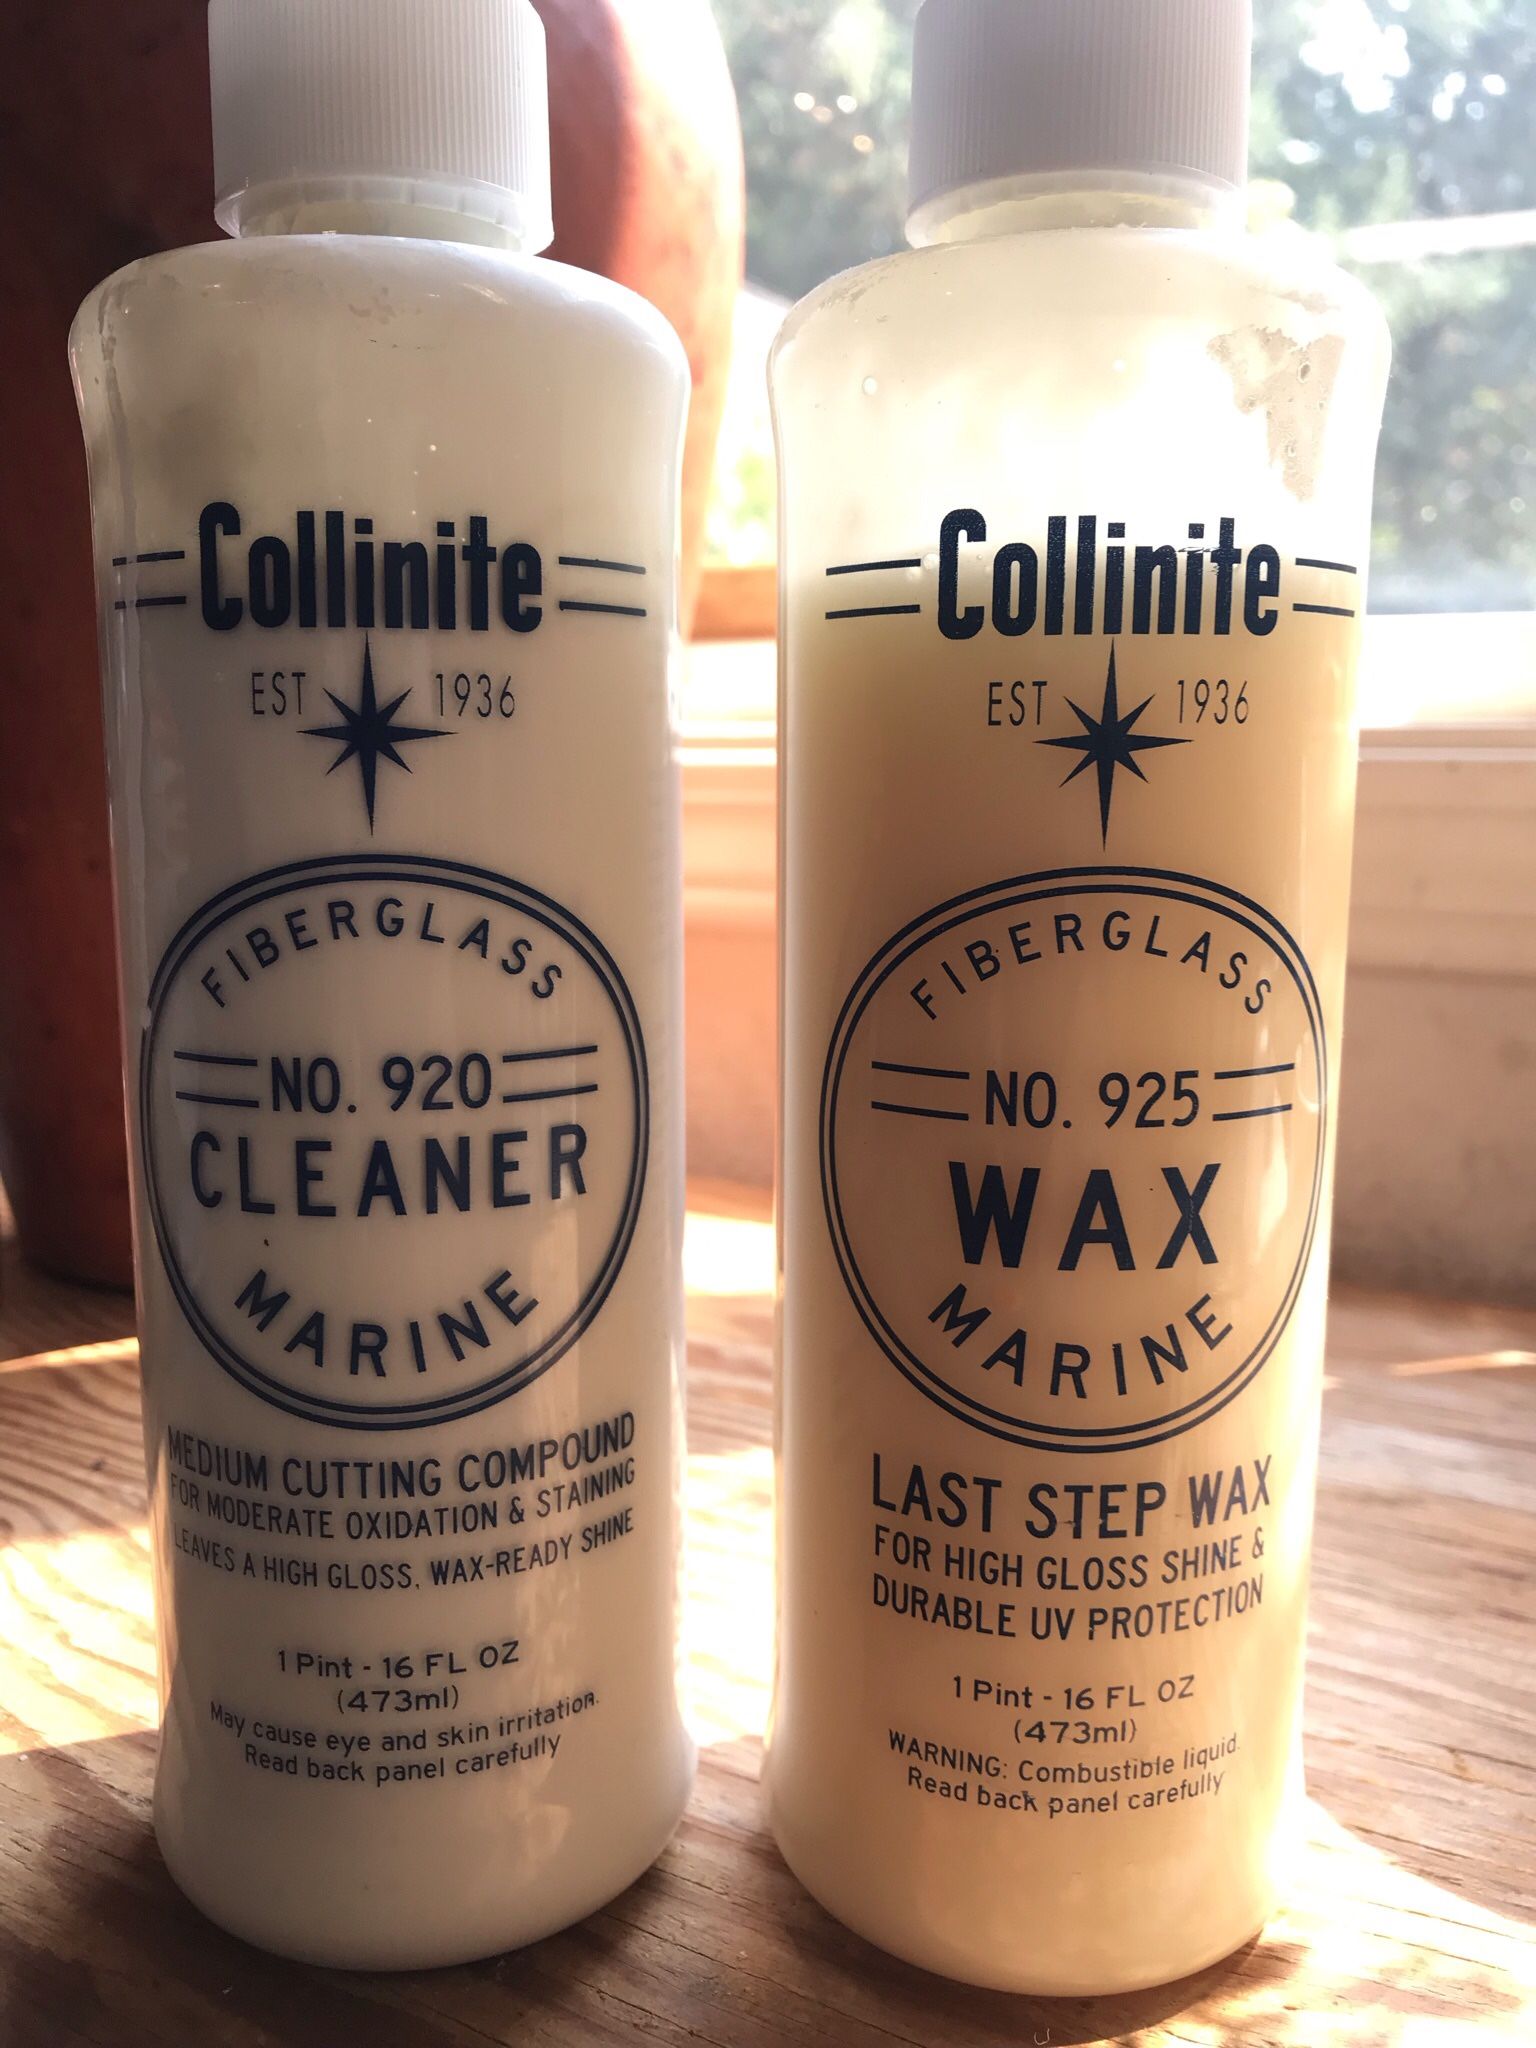 Collinite
EST 1936
FIBERGLASS
NO. 920
CLEANER
MARINE
MEDIUM CUTTING COMPOUND
FOR MODERATE OXIDATION & STAINING
LEAVES A HIGH GLOSS, WAX-READY SHINE
1 Pint - 16 FL OZ
(473ml)
May cause eye and skin irritation.
Read back panel carefully
Collinite
EST 1936
FIBERGLASS
NO. 925
WAX
MARINE
LAST STEP WAX
FOR HIGH GLOSS SHINE &
DURABLE UV PROTECTION
1 Pint - 16 FL OZ
(473ml)
WARNING: Combustible liquid.
Read back panel carefully